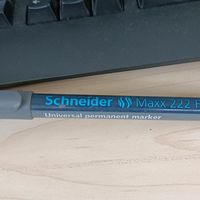 Schneider Maxx 222 F
Universal permanent marker